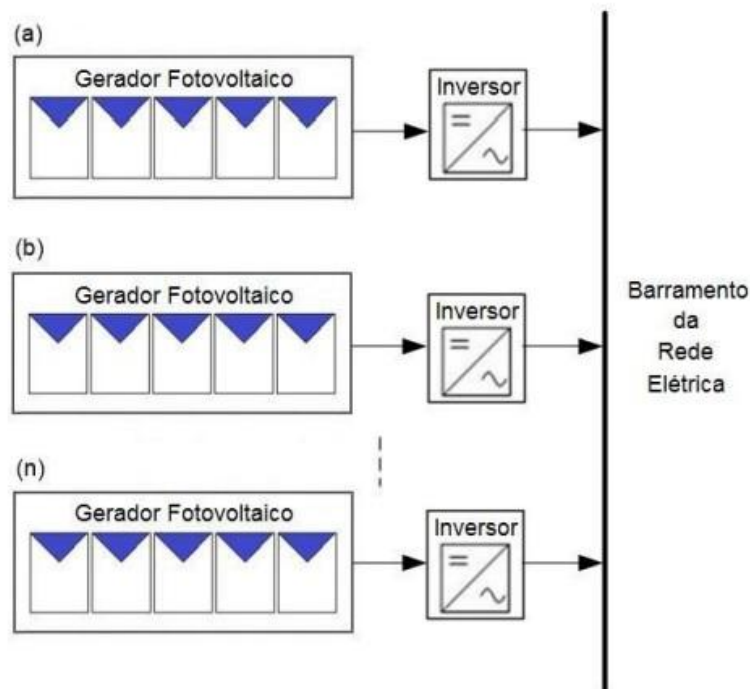 (a)
Gerador Fotovoltaico
Inversor
(b)
Gerador Fotovoltaico
Inversor
Barramento
da
Rede
Elétrica
(n)
Gerador Fotovoltaico
Inversor